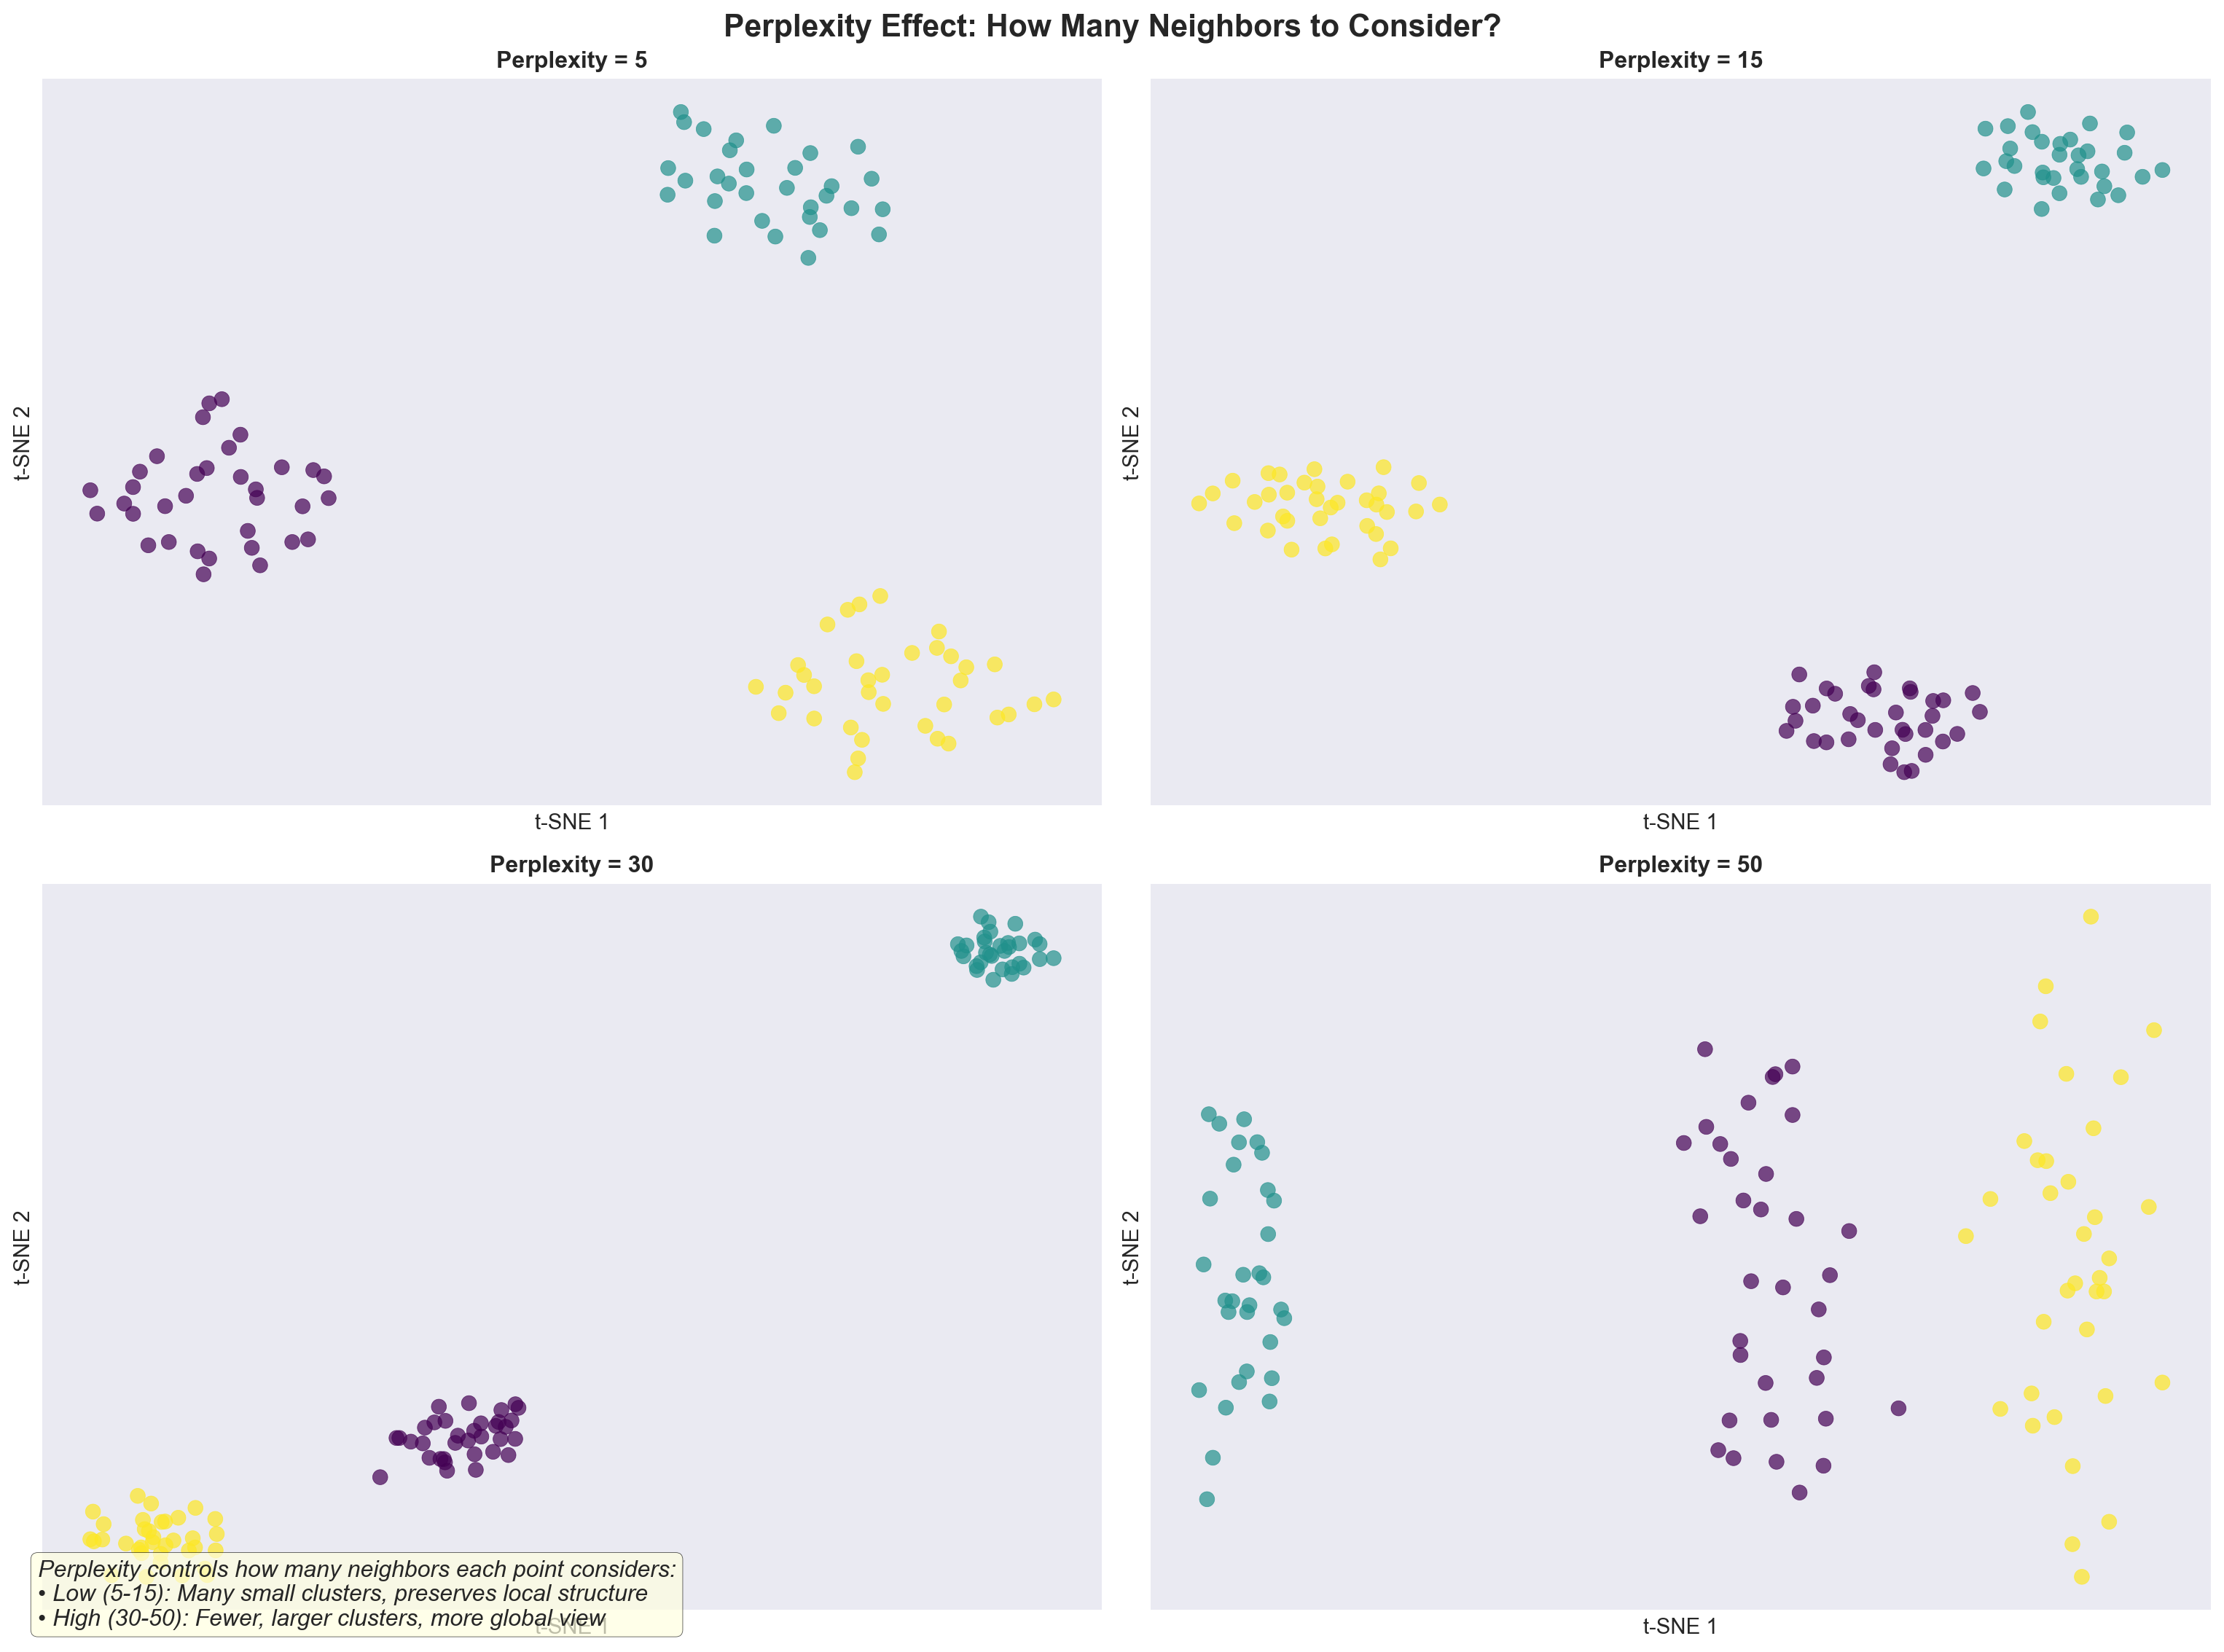 Perplexity Effect: How Many Neighbors to Consider?
Perplexity = 5
Perplexity = 15
t-SNE 2
t-SNE 2
t-SNE 1
t-SNE 1
Perplexity = 30
Perplexity = 50
t-SNE 2
t-SNE 2
Perplexity controls how many neighbors each point considers:
• Low (5-15): Many small clusters, preserves local structure
• High (30-50): Fewer, larger clusters, more global view
t-SNE 1
t-SNE 1